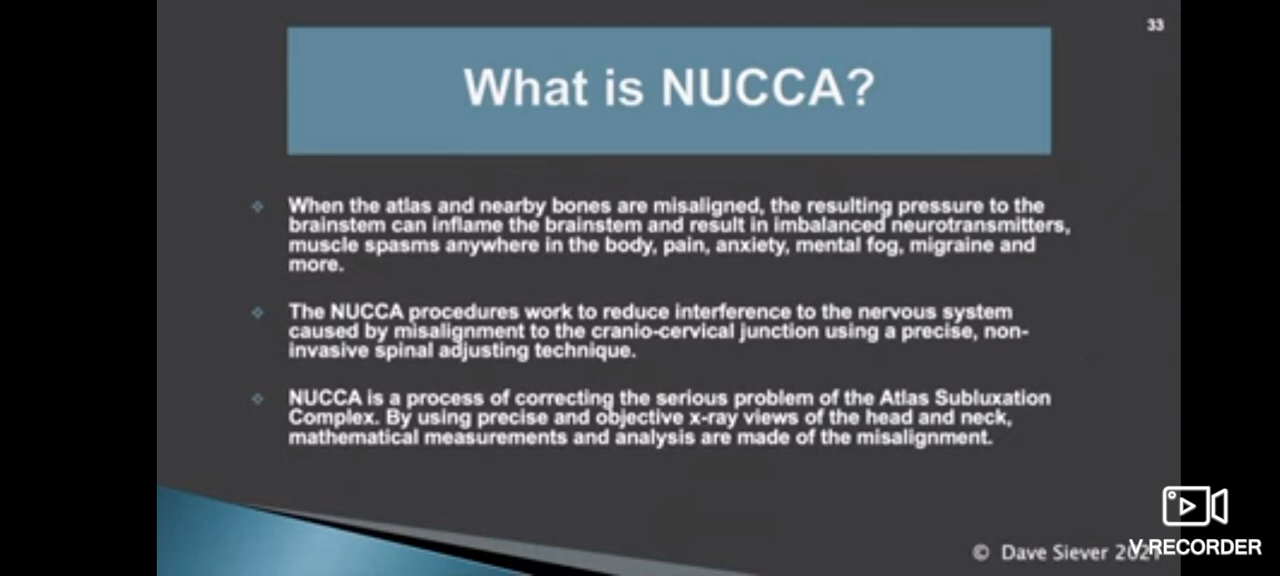 33
What is NUCCA?
When the atlas and nearby bones are misaligned, the resulting pressure to the
brainstem can inflame the brainstem and result in imbalanced neurotransmitters,
muscle spasms anywhere in the body, pain, anxiety, mental fog, migraine and
more.
The NUCCA procedures work to reduce interference to the nervous system
caused by misalignment to the cranio-cervical junction using a precise, non-
invasive spinal adjusting technique.
NUCCA is a process of correcting the serious problem of the Atlas Subluxation
Complex. By using precise and objective x-ray views of the head and neck,
mathematical measurements and analysis are made of the misalignment.
© Dave Siever
V RECORDER